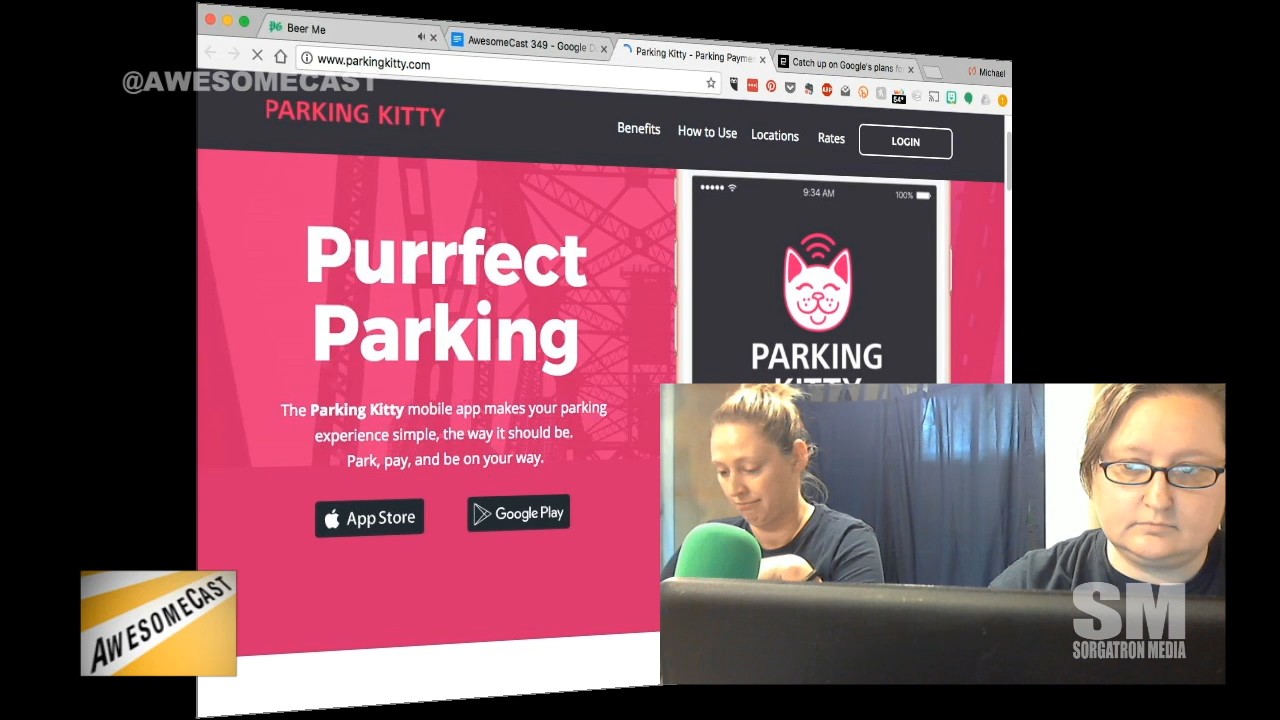 Beer Me
AwesomeCast 349 - Google D
Parking Kitty - Parking Payme
Catch up on Google's plans fo
Michael
www.parkingkitty.com
@AWESOMECAST
PARKING KITTY
Benefits
How to Use
Locations
Rates
LOGIN
9:34 AM
100%
Purrfect
Parking
PARKING
KITTY
The Parking Kitty mobile app makes your parking
experience simple, the way it should be.
Park, pay, and be on your way.
App Store
Google Play
AWESOMECAST
SM
SORGATRON MEDIA